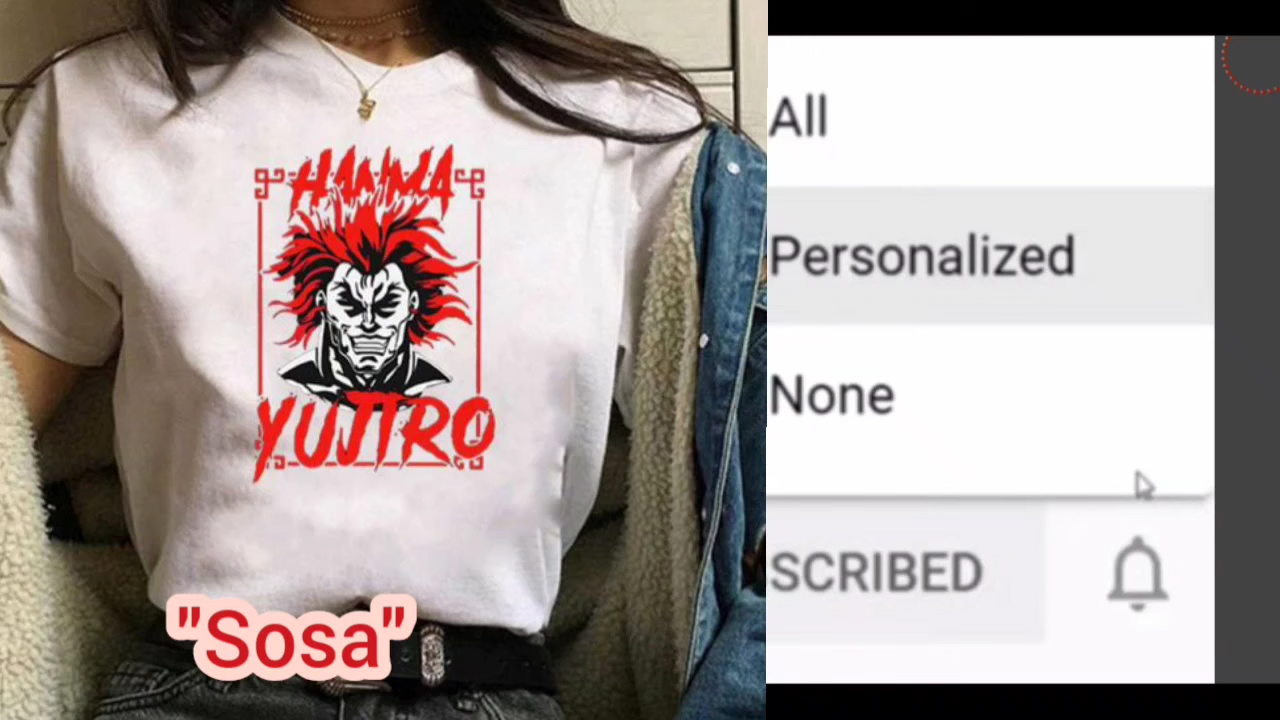 HANMA
YUJIRO
"Sosa"
All
Personalized
None
SCRIBED